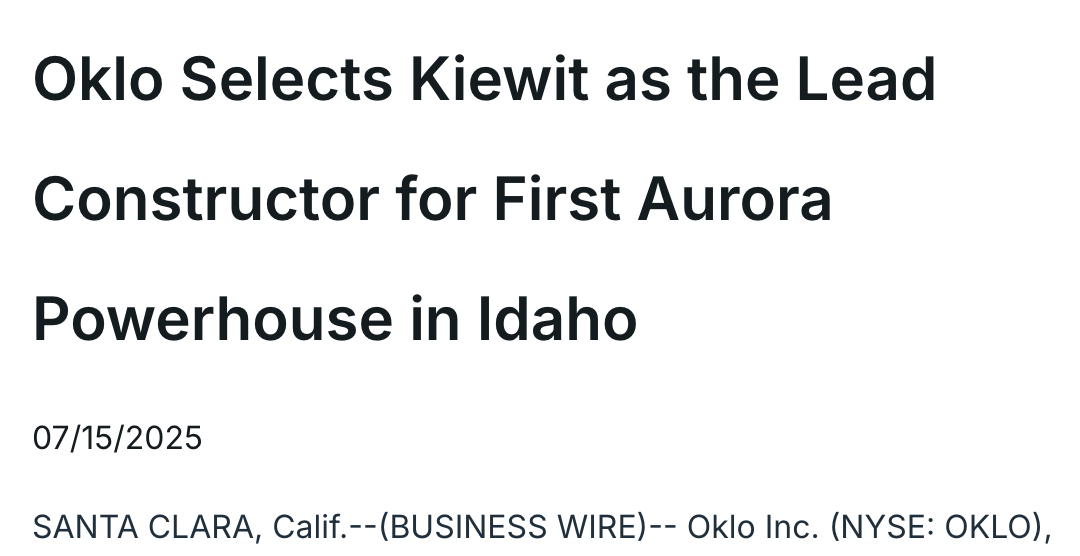 Oklo Selects Kiewit as the Lead
Constructor for First Aurora
Powerhouse in Idaho
07/15/2025
SANTA CLARA, Calif.--(BUSINESS WIRE)-- Oklo Inc. (NYSE: OKLO),